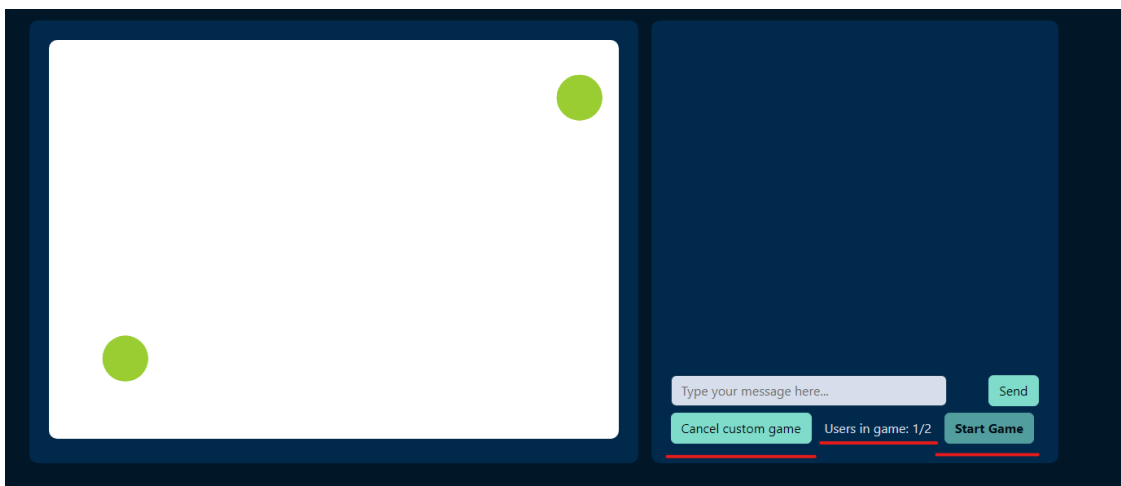 Type your message here...
Send
Cancel custom game
Users in game: 1/2
Start Game